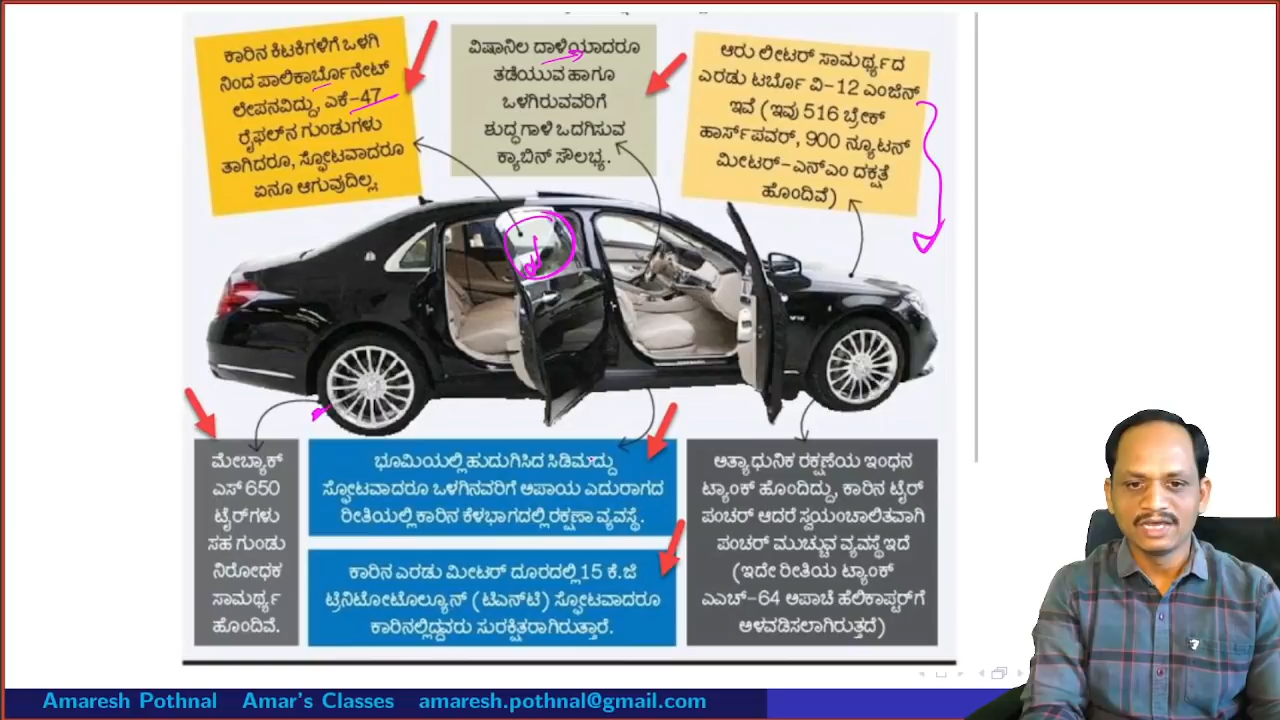 ಕಾರಿನ ಕಿಟಕಿಗಳಿಗೆ ಒಳಗಿ
ನಿಂದ ಪಾಲಿಕಾರ್ಬೊನೇಟ್
ಲೇಪನವಿದ್ದು, ಎಕೆ-47
ರೈಫಲ್‌ನ ಗುಂಡುಗಳು
ತಾಗಿದರೂ, ಸ್ಫೋಟವಾದರೂ
ಏನೂ ಆಗುವುದಿಲ್ಲ.
ವಿಷಾನಿಲ ದಾಳಿಯಾದರೂ
ತಡೆಯುವ ಹಾಗೂ
ಒಳಗಿರುವವರಿಗೆ
ಶುದ್ಧಗಾಳಿ ಒದಗಿಸುವ
ಕ್ಯಾಬಿನ್ ಸೌಲಭ್ಯ.
ಆರು ಲೀಟರ್ ಸಾಮರ್ಥ್ಯದ
ಎರಡು ಟರ್ಬೊ ವಿ-12 ಎಂಜಿನ್
ಇವೆ (ಇವು 516 ಬ್ರೇಕ್
ಹಾರ್ಸ್‌ಪವರ್, 900 ನ್ಯೂಟನ್
ಮೀಟರ್-ಎನ್‌ಎಂ ದಕ್ಷತೆ
ಹೊಂದಿವೆ)
ಮೇಬ್ಯಾಕ್
ಎಸ್ 650
ಟೈರ್‌ಗಳು
ಸಹ ಗುಂಡು
ನಿರೋಧಕ
ಸಾಮರ್ಥ್ಯ
ಹೊಂದಿವೆ.
ಭೂಮಿಯಲ್ಲಿ ಹುದುಗಿಸಿದ ಸಿಡಿಮದ್ದು
ಸ್ಫೋಟವಾದರೂ ಒಳಗಿನವರಿಗೆ ಅಪಾಯ ಎದುರಾಗದ
ರೀತಿಯಲ್ಲಿ ಕಾರಿನ ಕೆಳಭಾಗದಲ್ಲಿ ರಕ್ಷಣಾ ವ್ಯವಸ್ಥೆ.
ಕಾರಿನ ಎರಡು ಮೀಟರ್ ದೂರದಲ್ಲಿ 15 ಕೆ.ಜಿ
ಟ್ರಿನಿಟೋಟೊಲ್ಯೂನ್ (ಟಿಎನ್‌ಟಿ) ಸ್ಫೋಟವಾದರೂ
ಕಾರಿನಲ್ಲಿದ್ದವರು ಸುರಕ್ಷಿತರಾಗಿರುತ್ತಾರೆ.
ಅತ್ಯಾಧುನಿಕ ರಕ್ಷಣೆಯ ಇಂಧನ
ಟ್ಯಾಂಕ್ ಹೊಂದಿದ್ದು, ಕಾರಿನ ಟೈರ್
ಪಂಚರ್ ಆದರೆ ಸ್ವಯಂಚಾಲಿತವಾಗಿ
ಪಂಚರ್ ಮುಚ್ಚುವ ವ್ಯವಸ್ಥೆ ಇದೆ
(ಇದೇ ರೀತಿಯ ಟ್ಯಾಂಕ್
ಎಎಚ್-64 ಅಪಾಚೆ ಹೆಲಿಕಾಪ್ಟರ್‌ಗೆ
ಅಳವಡಿಸಲಾಗಿರುತ್ತದೆ)
Amaresh Pothnal Amar's Classes amaresh.pothnal@gmail.com